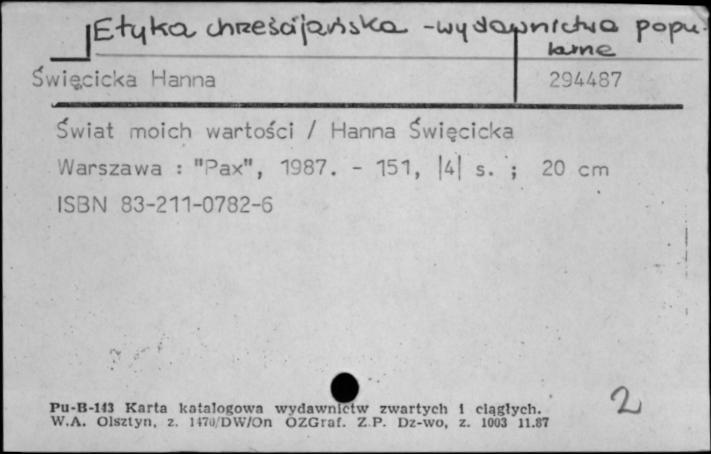 Etyka chrześcijańska - wydawnictwa popu-
larne
Święcicka Hanna 294487
Świat moich wartości / Hanna Święcicka
Warszawa : "Pax", 1987. - 151, |4| s. ; 20 cm
ISBN 83-211-0782-6
2
Pu-B-143 Karta katalogowa wydawnictw zwartych i ciągłych.
W.A. Olsztyn, z. 1470/DW/On OZGraf. Z.P. Dz-wo, z. 1003 11.87